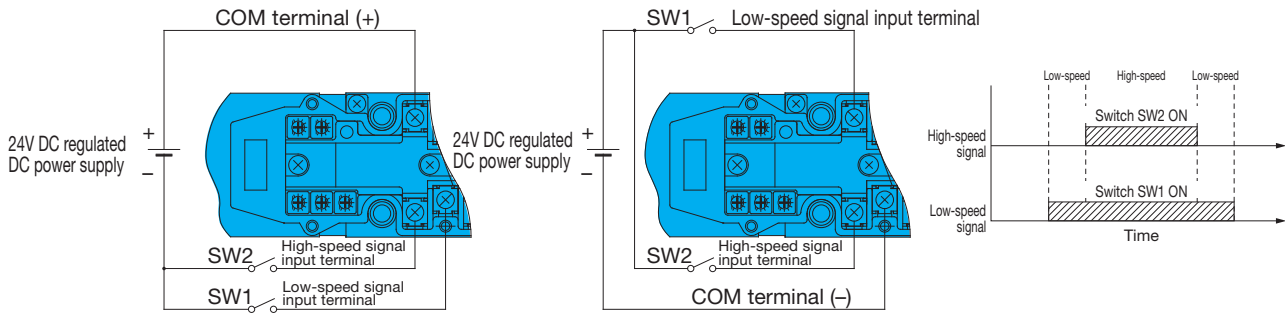 COM terminal (+)
24V DC regulated
DC power supply
+
−
SW2
High-speed signal
input terminal
SW1
Low-speed signal
input terminal
SW1
Low-speed signal input terminal
24V DC regulated
DC power supply
+
−
SW2
High-speed signal
input terminal
COM terminal (−)
Low-speed
High-speed
Low-speed
Switch SW2 ON
High-speed
signal
Switch SW1 ON
Low-speed
signal
Time